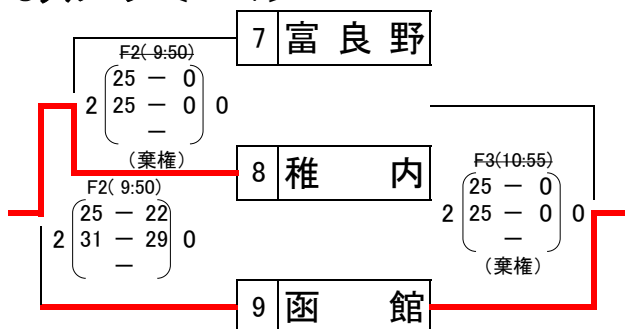 7 富良野
F2( 9:50)
25 － 0
2 25 － 0 0
－
(棄権)
8 稚内
F2( 9:50)
25 － 22
2 31 － 29 0
－
F3(10:55)
25 － 0
2 25 － 0 0
－
(棄権)
9 函館